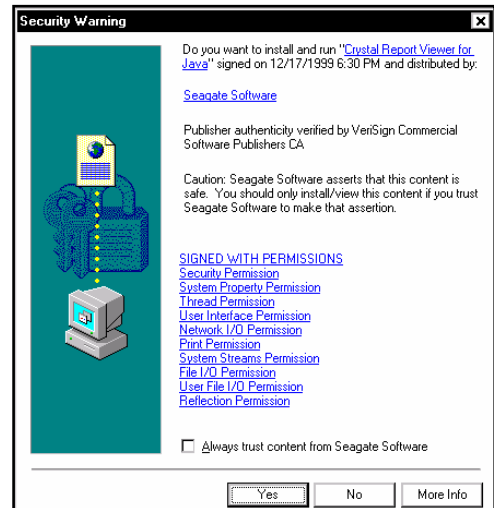 Security Warning
Do you want to install and run "Crystal Report Viewer for
Java" signed on 12/17/1999 6:30 PM and distributed by:
Seagate Software
Publisher authenticity verified by VeriSign Commercial
Software Publishers CA
Caution: Seagate Software asserts that this content is
safe. You should only install/view this content if you trust
Seagate Software to make that assertion.
SIGNED WITH PERMISSIONS
Security Permission
System Property Permission
Thread Permission
User Interface Permission
Network I/O Permission
Print Permission
System Streams Permission
File I/O Permission
User File I/O Permission
Reflection Permission
Always trust content from Seagate Software
Yes No More Info